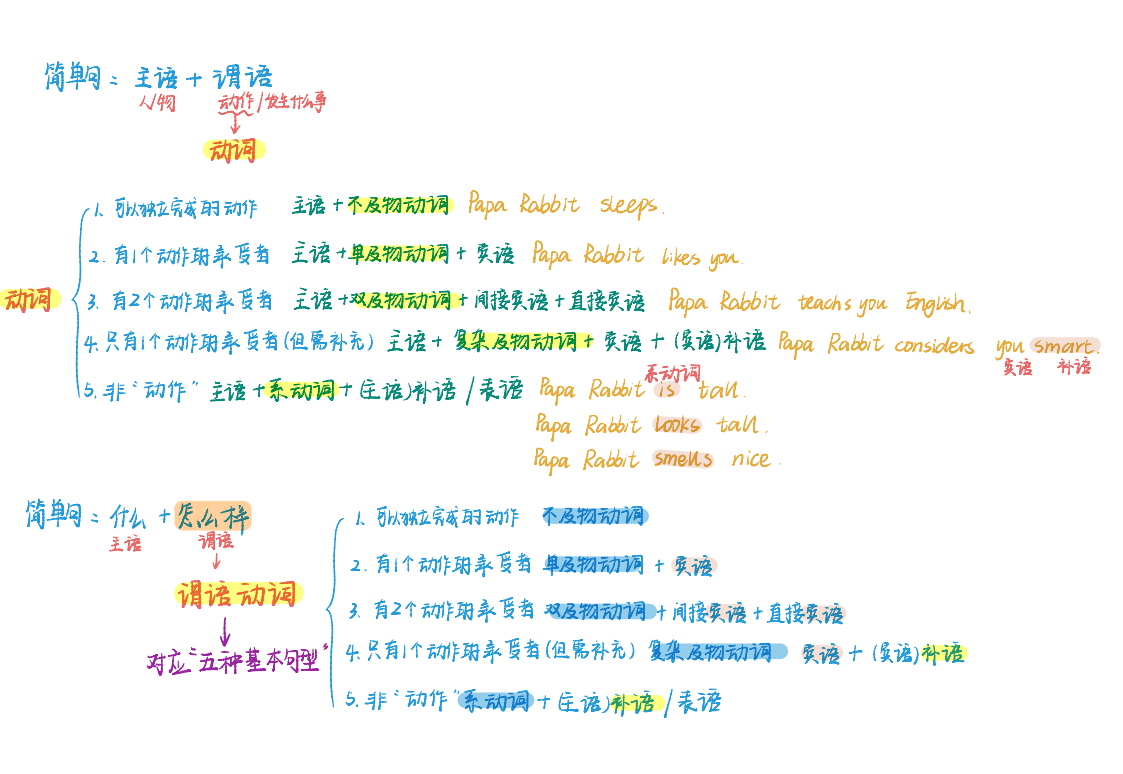 简单句 = 主语 + 谓语
人/物 动作/发生什么事
动词
动词
1. 可以独立完成的动作 主语+不及物动词 Papa Rabbit sleeps.
2. 有1个动作的承受者 主语+单及物动词+宾语 Papa Rabbit likes you.
3. 有2个动作的承受者 主语+双及物动词+间接宾语+直接宾语 Papa Rabbit teachs you English.
4. 只有1个动作的承受者(但需补充) 主语+复杂及物动词+宾语+(宾语)补语 Papa Rabbit considers you smart.
宾语 补语
5. 非“动作” 主语+系动词+(主语)补语/表语 Papa Rabbit is tall.
系动词
Papa Rabbit looks tall.
Papa Rabbit smells nice.
简单句 = 什么 + 怎么样
主语 谓语
谓语动词
对应“五种基本句型”
1. 可以独立完成的动作 不及物动词
2. 有1个动作的承受者 单及物动词 + 宾语
3. 有2个动作的承受者 双及物动词+间接宾语+直接宾语
4. 只有1个动作的承受者(但需补充) 复杂及物动词 宾语+(宾语)补语
5. 非“动作” 系动词+(主语)补语/表语